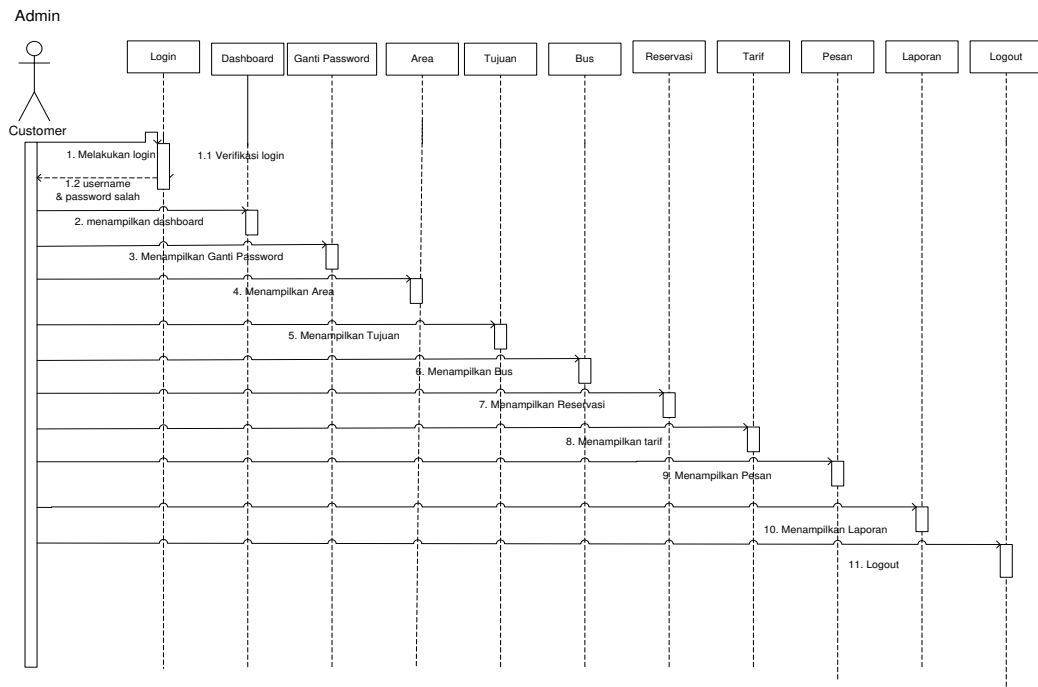 Admin
Login
Dashboard
Ganti Password
Area
Tujuan
Bus
Reservasi
Tarif
Pesan
Laporan
Logout
Customer
1. Melakukan login
1.1 Verifikasi login
1.2 username
& password salah
2. menampilkan dashboard
3. Menampilkan Ganti Password
4. Menampilkan Area
5. Menampilkan Tujuan
6. Menampilkan Bus
7. Menampilkan Reservasi
8. Menampilkan tarif
9. Menampilkan Pesan
10. Menampilkan Laporan
11. Logout